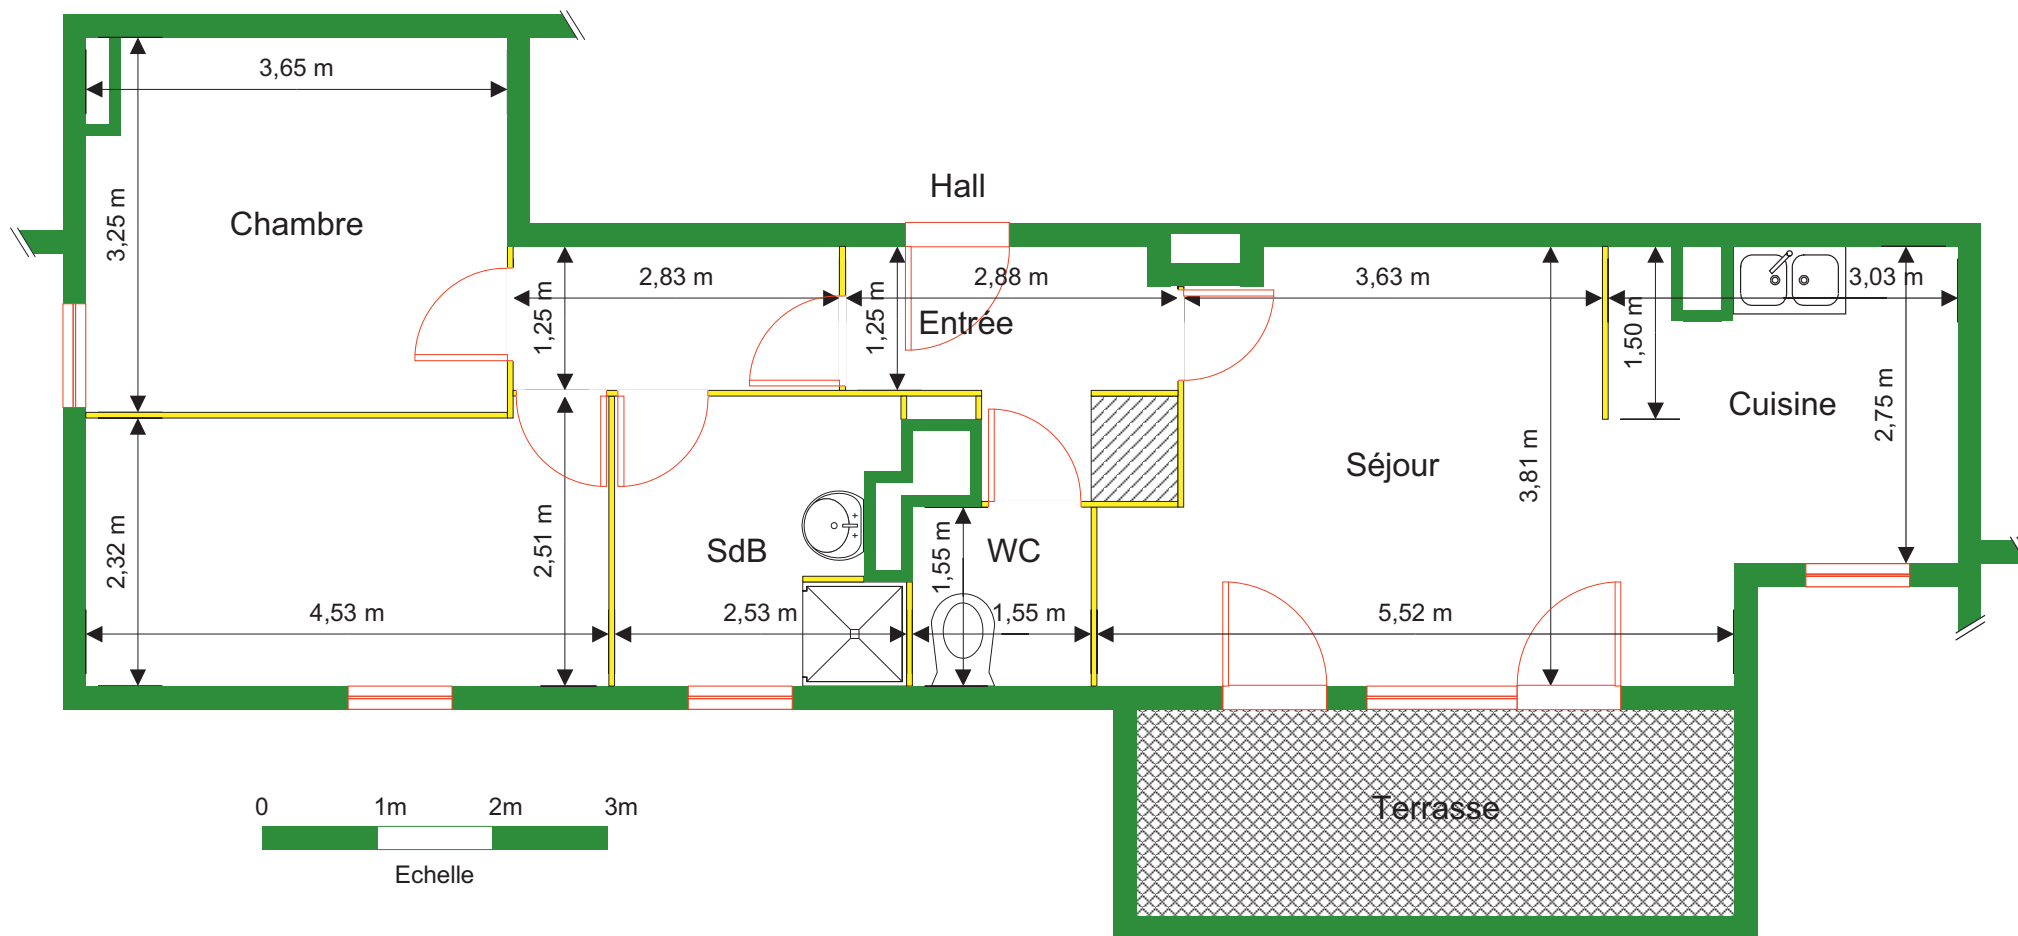 3,65 m
3,25 m
Chambre
Hall
2,83 m
2,88 m
3,63 m
3,03 m
1,25 m
1,25 m
Entrée
1,50 m
Cuisine
2,75 m
Séjour
3,81 m
2,32 m
2,51 m
SdB
1,55 m
WC
4,53 m
2,53 m
1,55 m
5,52 m
Terrasse
0 1m 2m 3m
Echelle